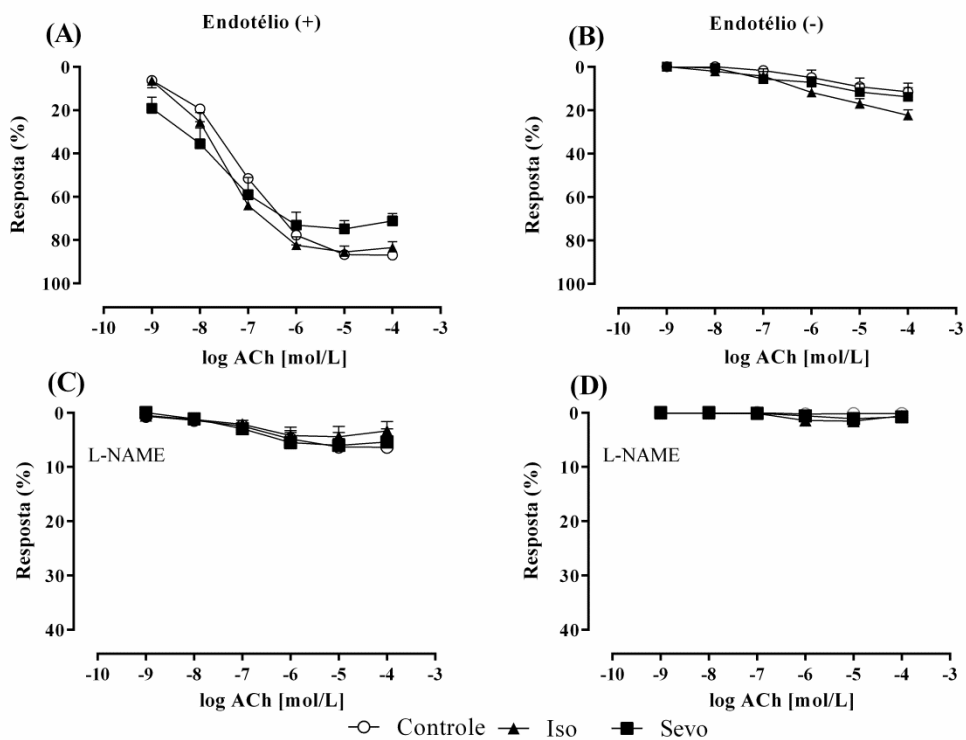 (A) Endotélio (+)
Resposta (%)
0
20
40
60
80
100
-10 -9 -8 -7 -6 -5 -4 -3
log ACh [mol/L]
(B) Endotélio (-)
Resposta (%)
0
20
40
60
80
100
-10 -9 -8 -7 -6 -5 -4 -3
log ACh [mol/L]
(C)
L-NAME
Resposta (%)
0
10
20
30
40
-10 -9 -8 -7 -6 -5 -4 -3
log ACh [mol/L]
(D)
L-NAME
Resposta (%)
0
10
20
30
40
-10 -9 -8 -7 -6 -5 -4 -3
log ACh [mol/L]
Controle Iso Sevo